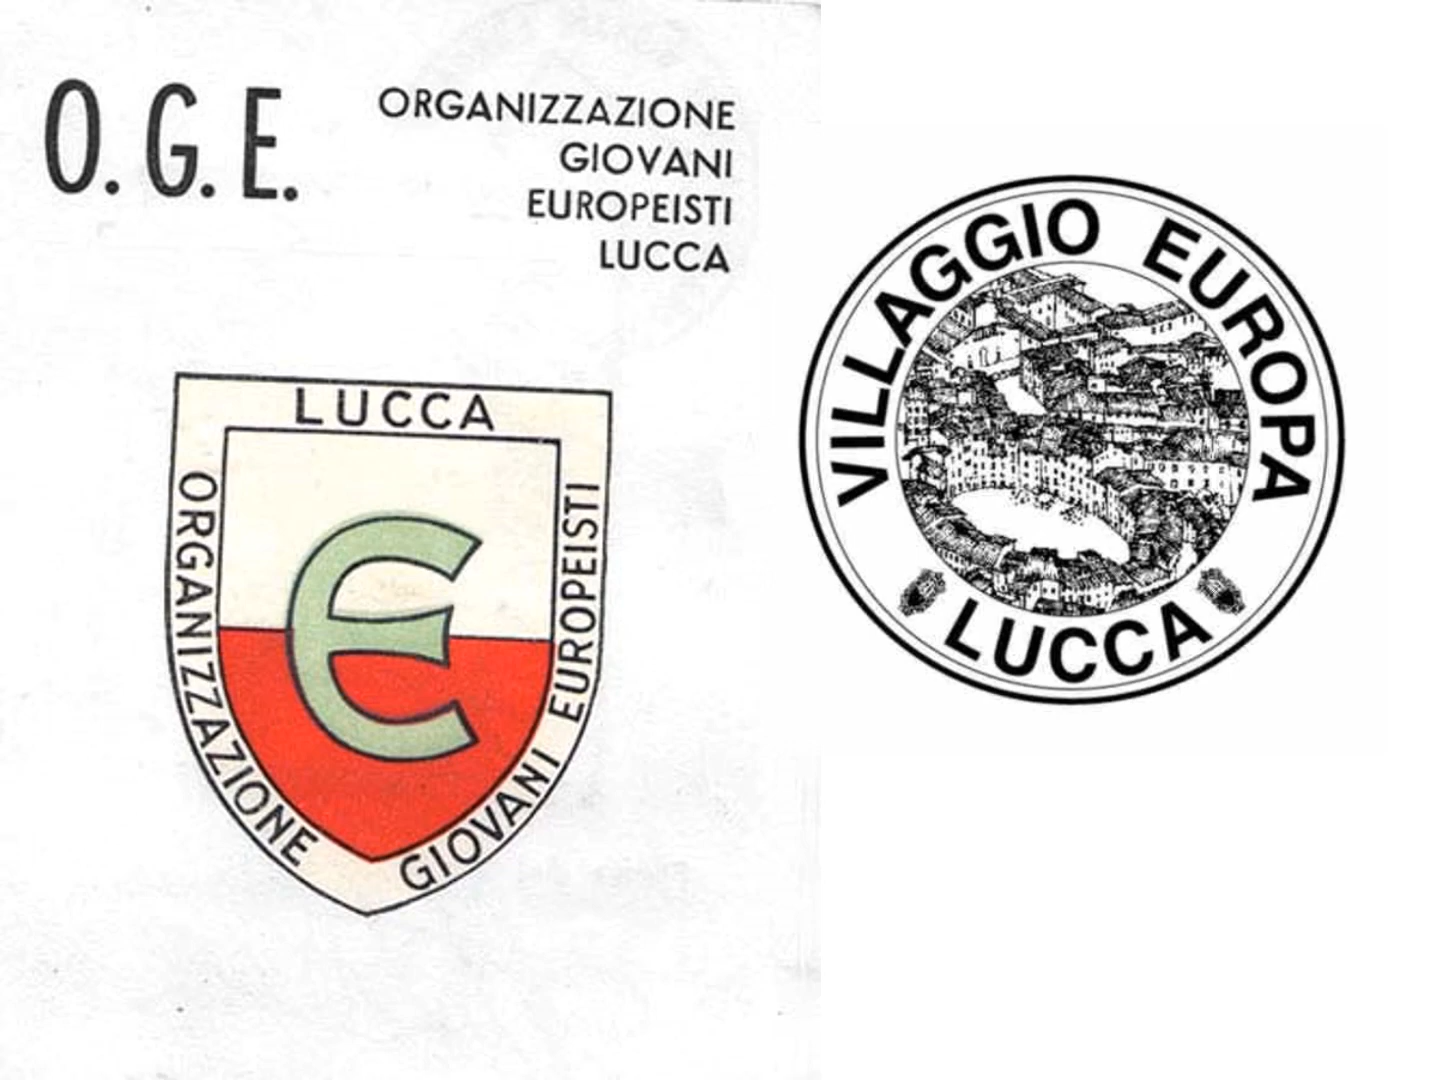 O.G.E.
ORGANIZZAZIONE
GIOVANI
EUROPEISTI
LUCCA
LUCCA
ORGANIZZAZIONE
GIOVANI EUROPEISTI
Є
VILLAGGIO EUROPA
LUCCA